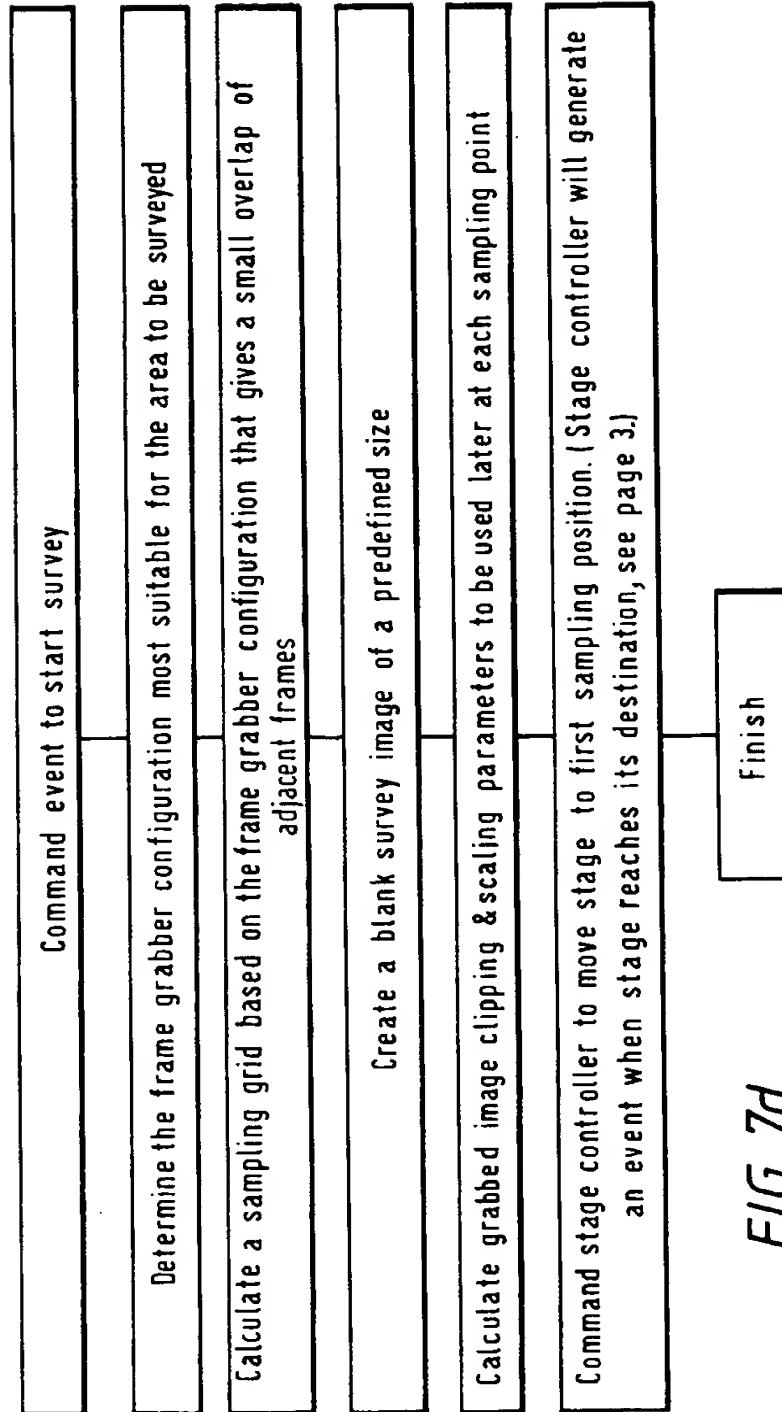 Command event to start survey
Determine the frame grabber configuration most suitable for the area to be surveyed
Calculate a sampling grid based on the frame grabber configuration that gives a small overlap of
adjacent frames
Create a blank survey image of a predefined size
Calculate grabbed image clipping & scaling parameters to be used later at each sampling point
Command stage controller to move stage to first sampling position. (Stage controller will generate
an event when stage reaches its destination, see page 3.)
Finish
FIG. 7d